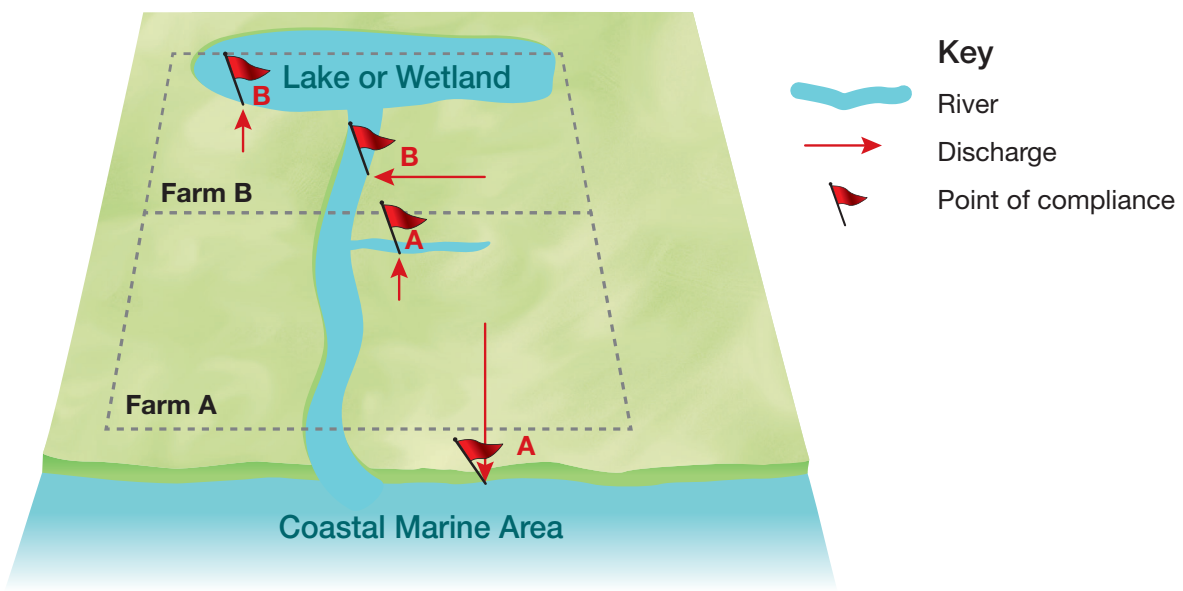 Lake or Wetland
B
B
Farm B
A
Farm A
A
Coastal Marine Area
Key
River
Discharge
Point of compliance